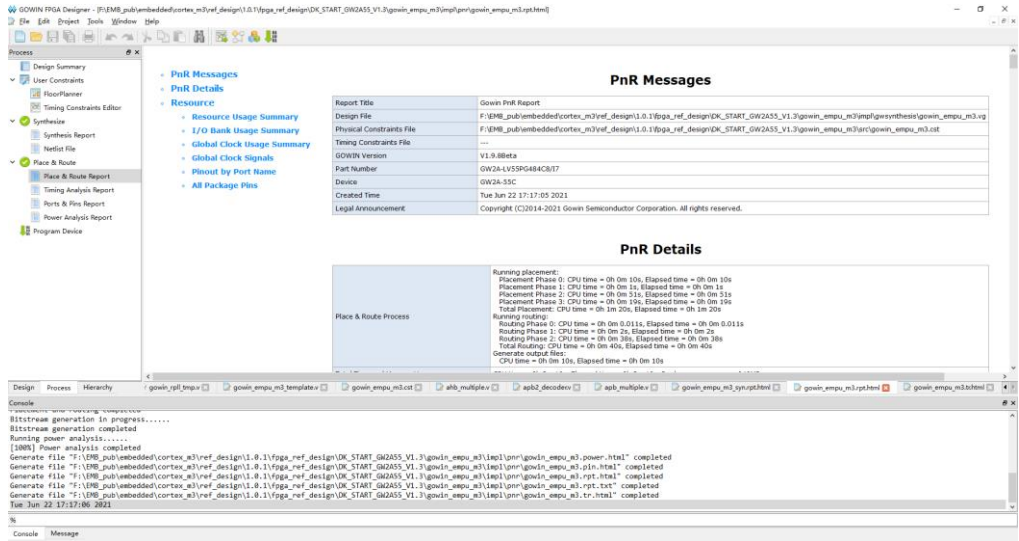 GOWIN FPGA Designer - [F:\EMB_pub\embedded\cortex_m3\ref_design\1.0.1\fpga_ref_design\DK_START_GW2A55_V1.3\gowin_empu_m3\impl\pnr\gowin_empu_m3.rpt.html]
File Edit Project Tools Window Help
Process
Design Summary
User Constraints
FloorPlanner
Timing Constraints Editor
Synthesize
Synthesis Report
Netlist File
Place & Route
Place & Route Report
Timing Analysis Report
Ports & Pins Report
Power Analysis Report
Program Device
PnR Messages
PnR Details
Resource
Resource Usage Summary
I/O Bank Usage Summary
Global Clock Usage Summary
Global Clock Signals
Pinout by Port Name
All Package Pins
PnR Messages
Report Title Gowin PnR Report
Design File F:\EMB_pub\embedded\cortex_m3\ref_design\1.0.1\fpga_ref_design\DK_START_GW2A55_V1.3\gowin_empu_m3\impl\gwsynthesis\gowin_empu_m3.vg
Physical Constraints File F:\EMB_pub\embedded\cortex_m3\ref_design\1.0.1\fpga_ref_design\DK_START_GW2A55_V1.3\gowin_empu_m3\src\gowin_empu_m3.cst
Timing Constraints File ---
GOWIN Version V1.9.8Beta
Part Number GW2A-LV55PG484C8/I7
Device GW2A-55C
Created Time Tue Jun 22 17:17:05 2021
Legal Announcement Copyright (C)2014-2021 Gowin Semiconductor Corporation. All rights reserved.
PnR Details
Place & Route Process
Running placement:
Placement Phase 0: CPU time = 0h 0m 10s, Elapsed time = 0h 0m 10s
Placement Phase 1: CPU time = 0h 0m 1s, Elapsed time = 0h 0m 1s
Placement Phase 2: CPU time = 0h 0m 51s, Elapsed time = 0h 0m 51s
Placement Phase 3: CPU time = 0h 0m 19s, Elapsed time = 0h 0m 19s
Total Placement: CPU time = 0h 1m 20s, Elapsed time = 0h 1m 20s
Running routing:
Routing Phase 0: CPU time = 0h 0m 0.011s, Elapsed time = 0h 0m 0.011s
Routing Phase 1: CPU time = 0h 0m 2s, Elapsed time = 0h 0m 2s
Routing Phase 2: CPU time = 0h 0m 38s, Elapsed time = 0h 0m 38s
Total Routing: CPU time = 0h 0m 40s, Elapsed time = 0h 0m 40s
Generate output files:
CPU time = 0h 0m 10s, Elapsed time = 0h 0m 10s
Design Process Hierarchy gowin_rpll_tmp.v gowin_empu_m3_template.v gowin_empu_m3.cst ahb_multiple.v apb2_decoder.v apb_multiple.v gowin_empu_m3_syn.rpt.html gowin_empu_m3.rpt.html gowin_empu_m3.tr.html
Console
Placement and routing completed
Bitstream generation in progress......
Bitstream generation completed
Running power analysis......
[100%] Power analysis completed
Generate file "F:\EMB_pub\embedded\cortex_m3\ref_design\1.0.1\fpga_ref_design\DK_START_GW2A55_V1.3\gowin_empu_m3\impl\pnr\gowin_empu_m3.power.html" completed
Generate file "F:\EMB_pub\embedded\cortex_m3\ref_design\1.0.1\fpga_ref_design\DK_START_GW2A55_V1.3\gowin_empu_m3\impl\pnr\gowin_empu_m3.pin.html" completed
Generate file "F:\EMB_pub\embedded\cortex_m3\ref_design\1.0.1\fpga_ref_design\DK_START_GW2A55_V1.3\gowin_empu_m3\impl\pnr\gowin_empu_m3.rpt.html" completed
Generate file "F:\EMB_pub\embedded\cortex_m3\ref_design\1.0.1\fpga_ref_design\DK_START_GW2A55_V1.3\gowin_empu_m3\impl\pnr\gowin_empu_m3.rpt.txt" completed
Generate file "F:\EMB_pub\embedded\cortex_m3\ref_design\1.0.1\fpga_ref_design\DK_START_GW2A55_V1.3\gowin_empu_m3\impl\pnr\gowin_empu_m3.tr.html" completed
Tue Jun 22 17:17:06 2021
%
Console Message